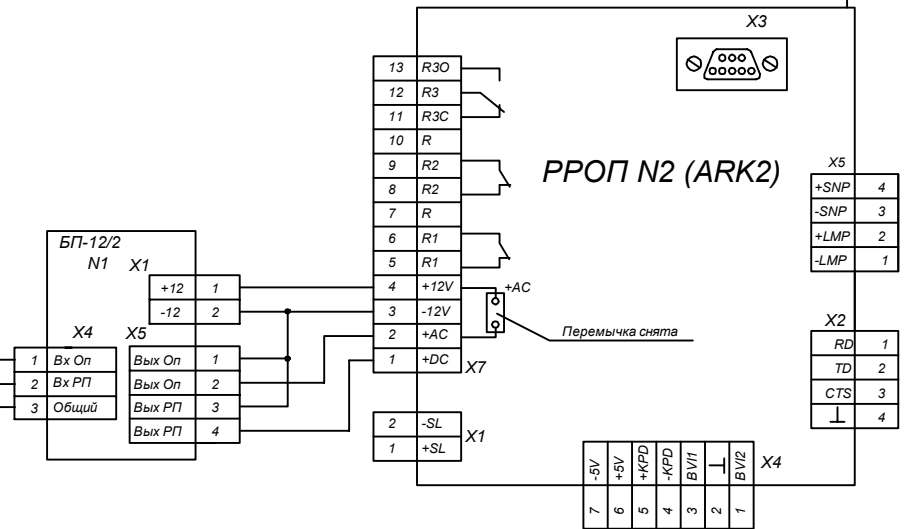 X3
13 R3O
12 R3
11 R3C
10 R
9 R2
8 R2
7 R
6 R1
5 R1
4 +12V
3 -12V
2 +AC
1 +DC
X7
+AC
Перемычка снята
РРОП N2 (ARK2)
X5
+SNP 4
-SNP 3
+LMP 2
-LMP 1
X2
RD 1
TD 2
CTS 3
⊥ 4
БП-12/2
N1
X1
+12 1
-12 2
X4
1 Вх Оп
2 Вх РП
3 Общий
X5
Вых Оп 1
Вых Оп 2
Вых РП 3
Вых РП 4
2 -SL
1 +SL
X1
7 -5V
6 +5V
5 +KPD
4 -KPD
3 BVI1
2 ⊥
1 BVI2
X4